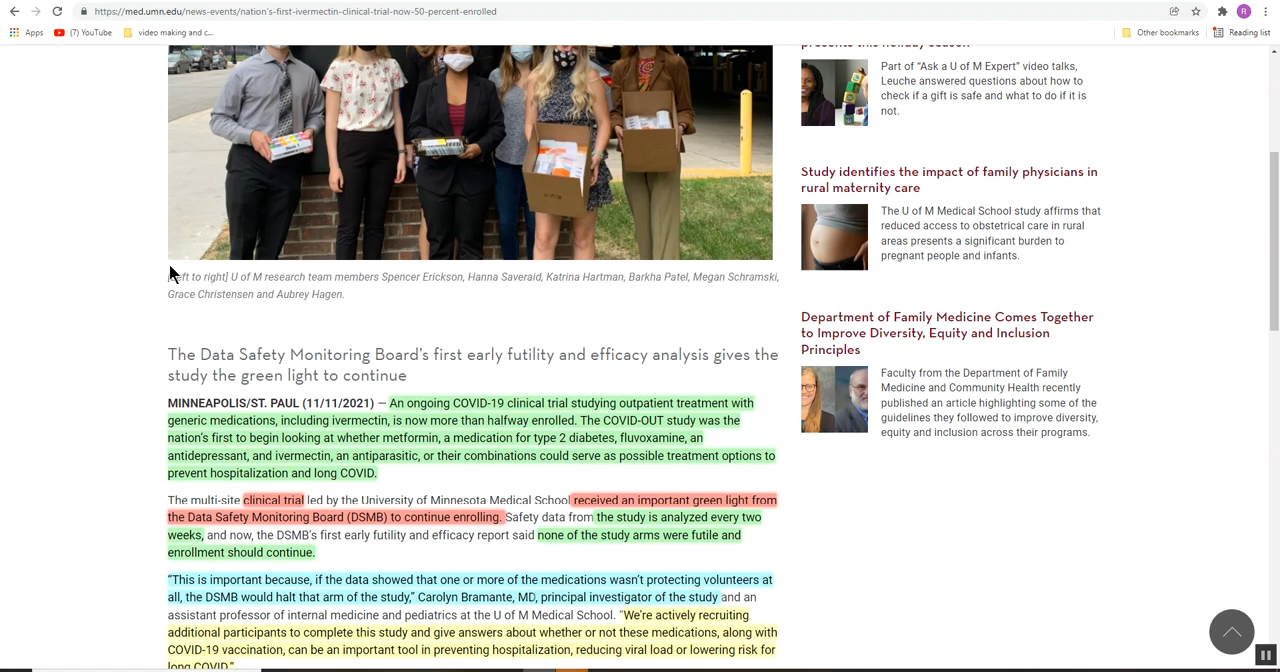 https://med.umn.edu/news-events/nation's-first-ivermectin-clinical-trial-now-50-percent-enrolled
R
Apps
(7) YouTube
video making and c...
Other bookmarks
Reading list
[Left to right] U of M research team members Spencer Erickson, Hanna Saveraid, Katrina Hartman, Barkha Patel, Megan Schramski,
Grace Christensen and Aubrey Hagen.
The Data Safety Monitoring Board's first early futility and efficacy analysis gives the
study the green light to continue
MINNEAPOLIS/ST. PAUL (11/11/2021) — An ongoing COVID-19 clinical trial studying outpatient treatment with
generic medications, including ivermectin, is now more than halfway enrolled. The COVID-OUT study was the
nation's first to begin looking at whether metformin, a medication for type 2 diabetes, fluvoxamine, an
antidepressant, and ivermectin, an antiparasitic, or their combinations could serve as possible treatment options to
prevent hospitalization and long COVID.
The multi-site clinical trial led by the University of Minnesota Medical School received an important green light from
the Data Safety Monitoring Board (DSMB) to continue enrolling. Safety data from the study is analyzed every two
weeks, and now, the DSMB's first early futility and efficacy report said none of the study arms were futile and
enrollment should continue.
"This is important because, if the data showed that one or more of the medications wasn't protecting volunteers at
all, the DSMB would halt that arm of the study," Carolyn Bramante, MD, principal investigator of the study and an
assistant professor of internal medicine and pediatrics at the U of M Medical School. "We're actively recruiting
additional participants to complete this study and give answers about whether or not these medications, along with
COVID-19 vaccination, can be an important tool in preventing hospitalization, reducing viral load or lowering risk for
long COVID."
presents this holiday season
Part of "Ask a U of M Expert" video talks,
Leuche answered questions about how to
check if a gift is safe and what to do if it is
not.
Study identifies the impact of family physicians in
rural maternity care
The U of M Medical School study affirms that
reduced access to obstetrical care in rural
areas presents a significant burden to
pregnant people and infants.
Department of Family Medicine Comes Together
to Improve Diversity, Equity and Inclusion
Principles
Faculty from the Department of Family
Medicine and Community Health recently
published an article highlighting some of the
guidelines they followed to improve diversity,
equity and inclusion across their programs.